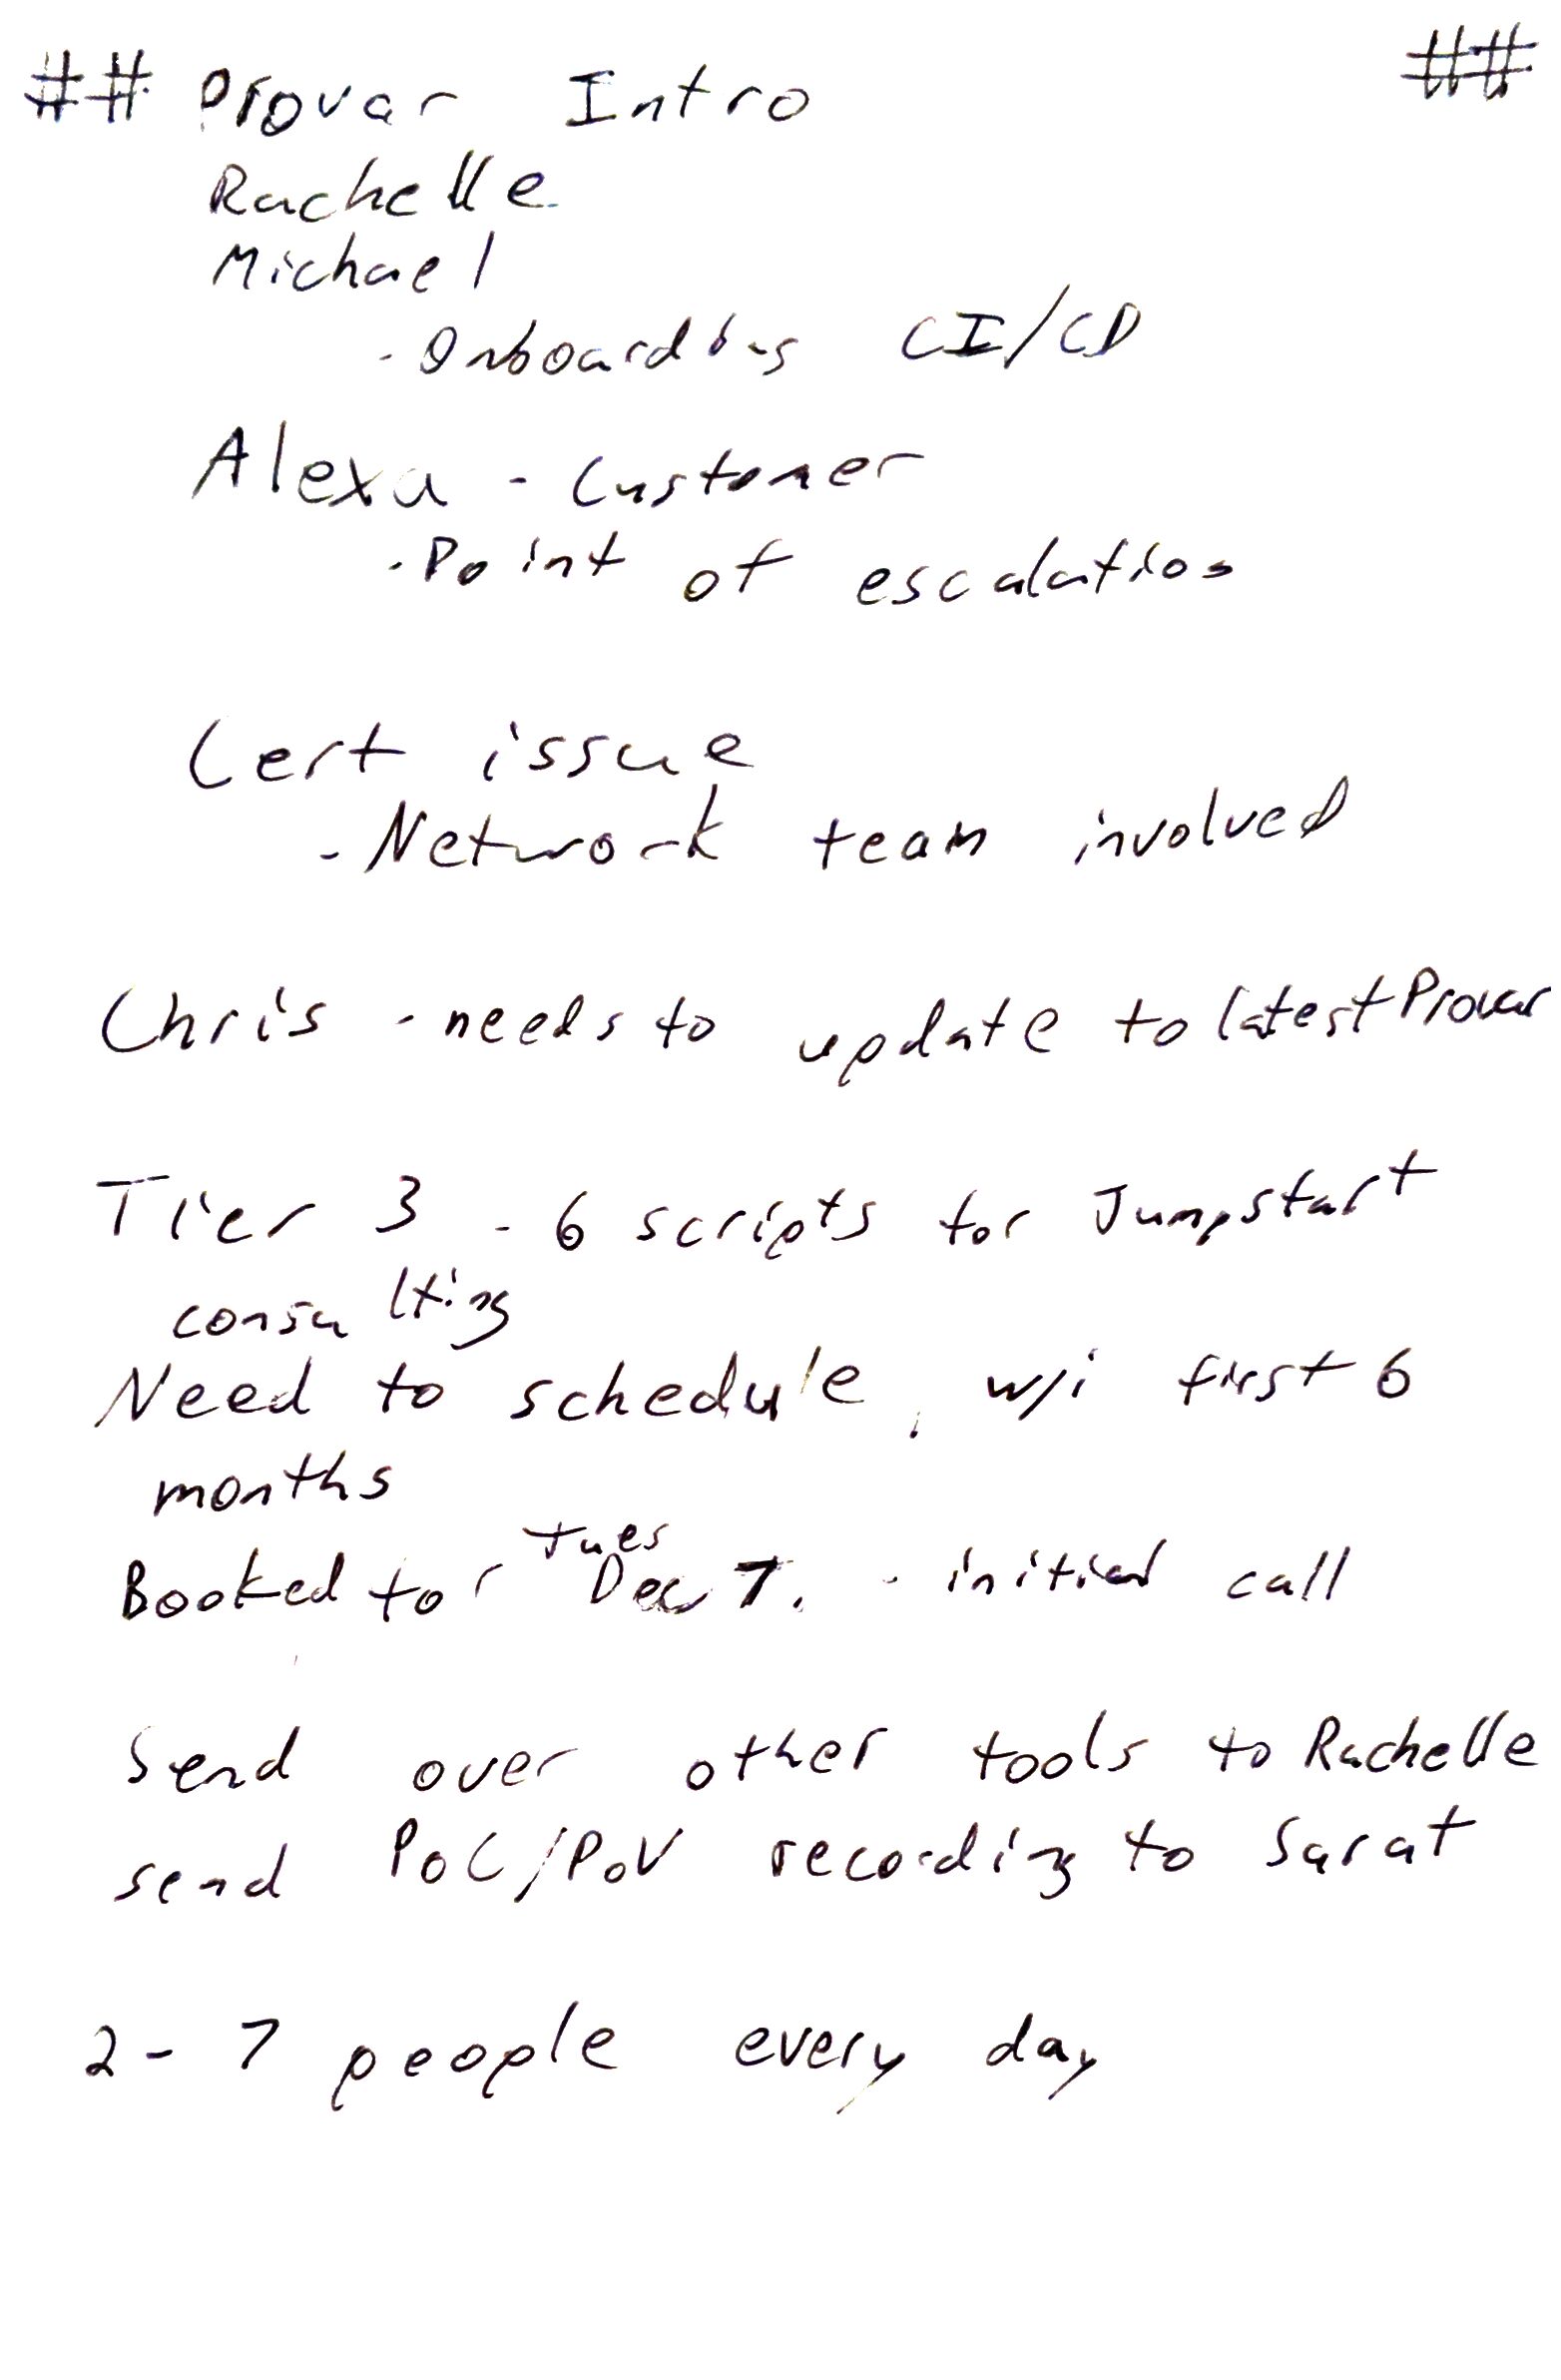 ## Provar Intro ##
Rachelle
Michael
- Onboarding CI/CD
Alexa - Customer
- Point of escalation
Cert issue
- Network team involved
Chris - needs to update to latest Provar
Tier 3 - 6 scripts for Jumpstart
consulting
Need to schedule, w/i first 6
months
Tues
Booked for Dec 7. - initial call
Send over other tools to Rachelle
send PoC/PoV recording to Sarat
2 - 7 people every day